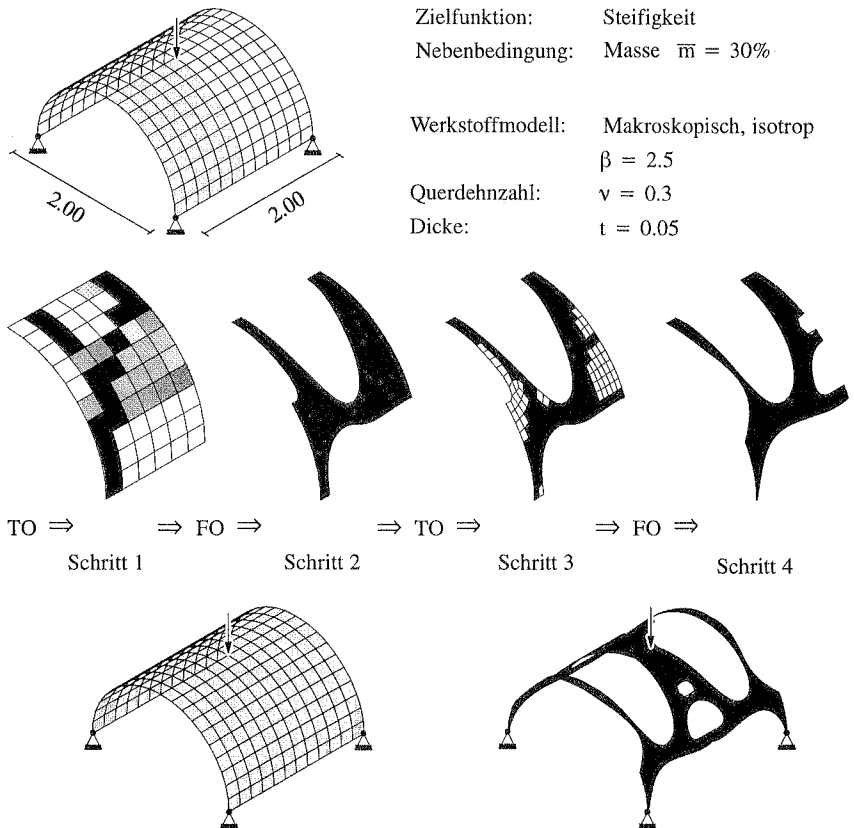 Zielfunktion: Steifigkeit
Nebenbedingung: Masse m̅ = 30%
Werkstoffmodell: Makroskopisch, isotrop
β = 2.5
Querdehnzahl: ν = 0.3
Dicke: t = 0.05
2.00 2.00
TO ⇒ ⇒ FO ⇒ ⇒ TO ⇒ ⇒ FO ⇒
Schritt 1 Schritt 2 Schritt 3 Schritt 4